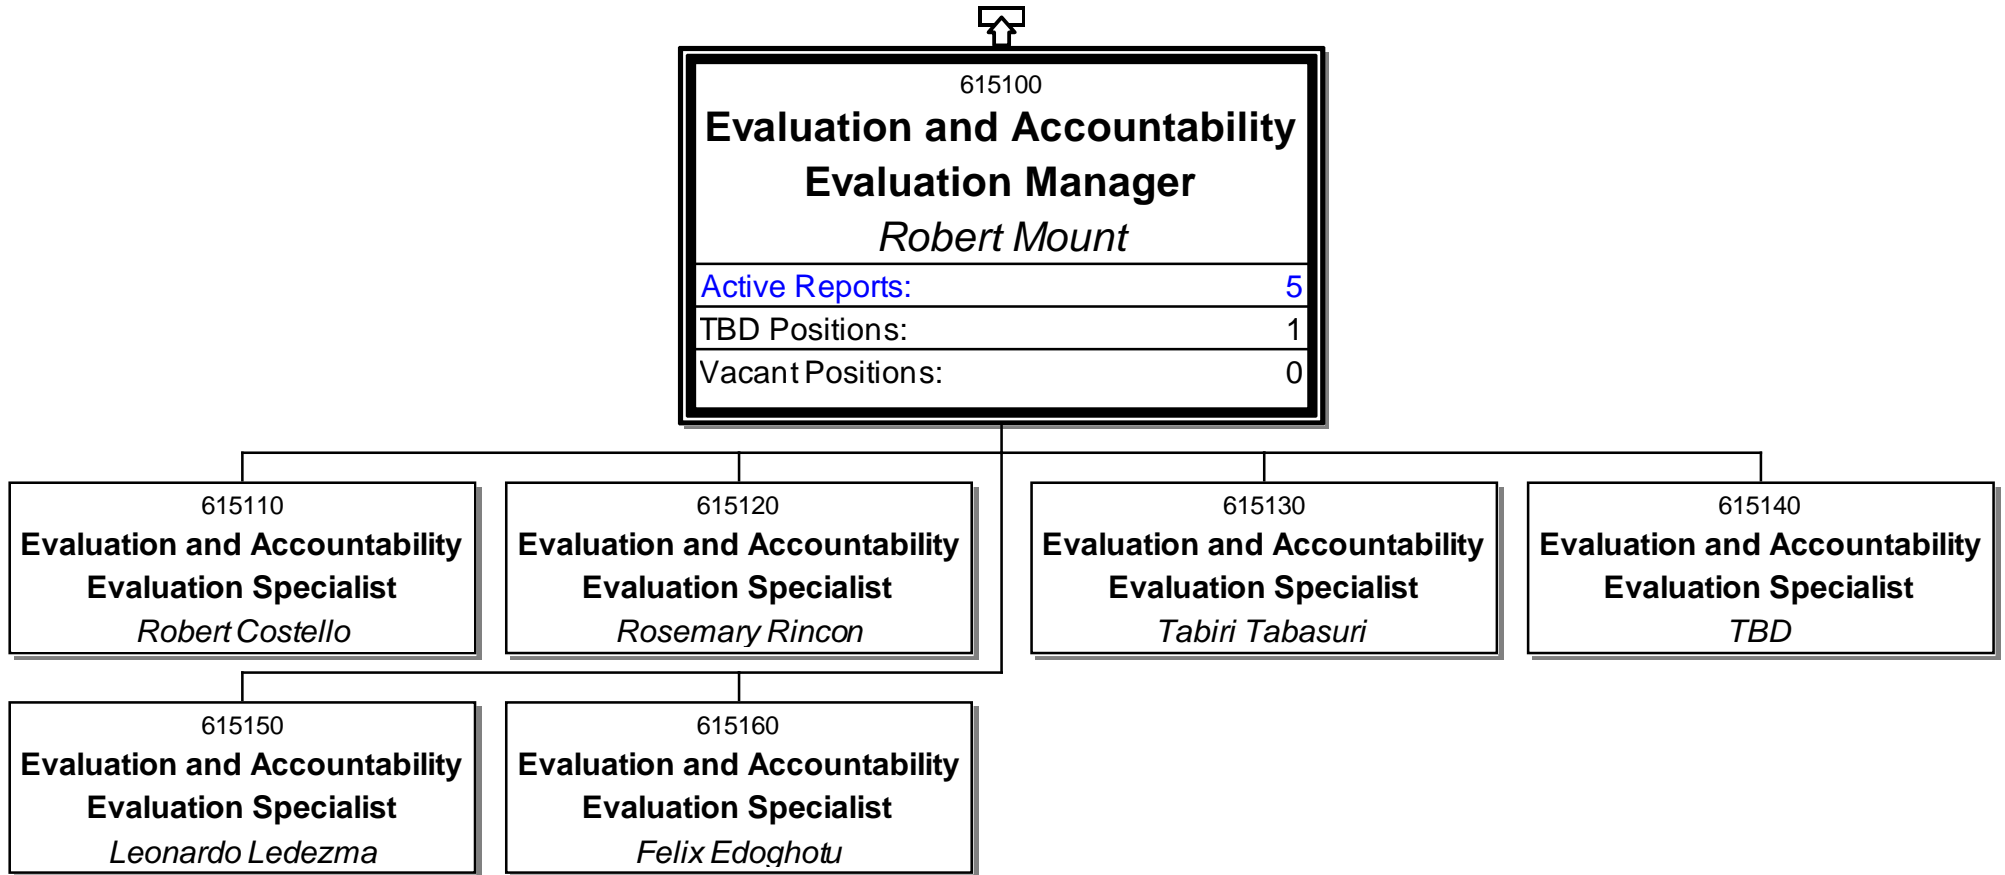 615100
Evaluation and Accountability
Evaluation Manager
Robert Mount
Active Reports: 5
TBD Positions: 1
Vacant Positions: 0
615110
Evaluation and Accountability
Evaluation Specialist
Robert Costello
615120
Evaluation and Accountability
Evaluation Specialist
Rosemary Rincon
615130
Evaluation and Accountability
Evaluation Specialist
Tabiri Tabasuri
615140
Evaluation and Accountability
Evaluation Specialist
TBD
615150
Evaluation and Accountability
Evaluation Specialist
Leonardo Ledezma
615160
Evaluation and Accountability
Evaluation Specialist
Felix Edoghotu